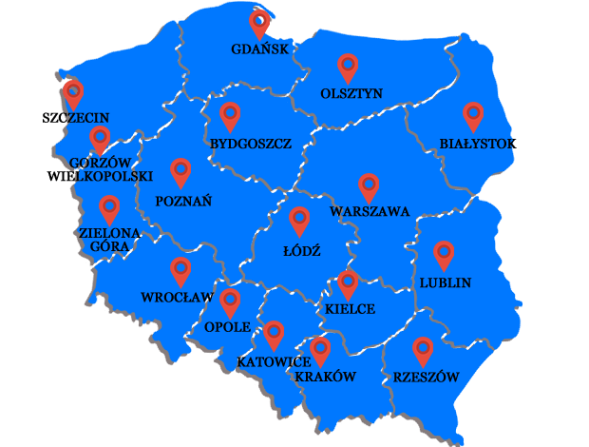 GDAŃSK
OLSZTYN
SZCZECIN
BYDGOSZCZ
BIAŁYSTOK
GORZÓW
WIELKOPOLSKI
POZNAŃ
WARSZAWA
ZIELONA
GÓRA
ŁÓDŹ
LUBLIN
WROCŁAW
KIELCE
OPOLE
KATOWICE
KRAKÓW
RZESZÓW